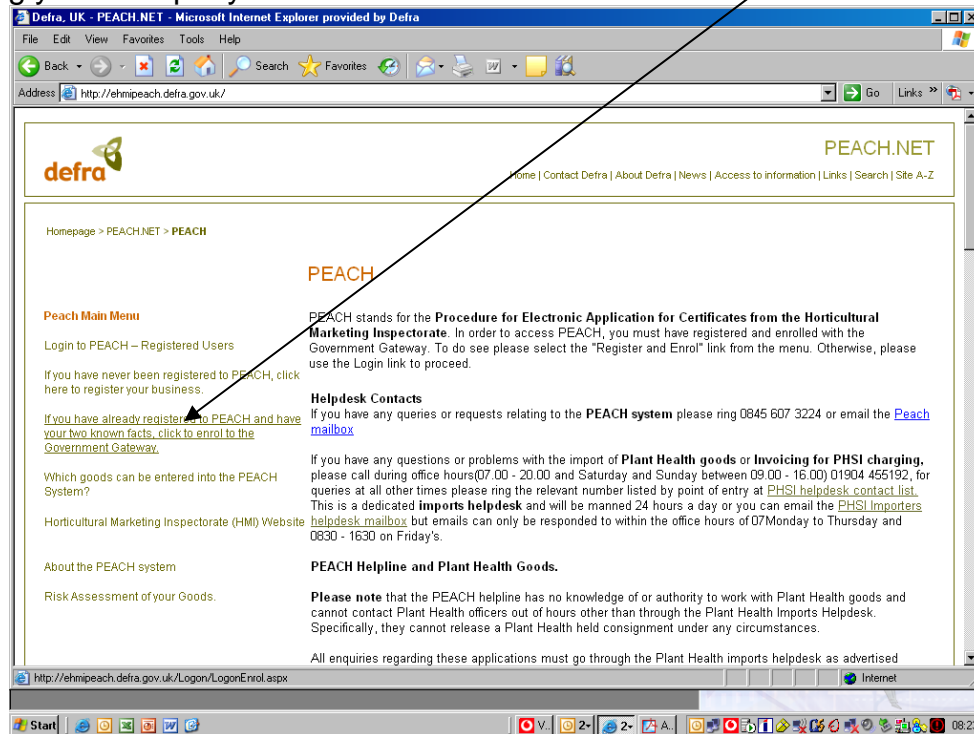 Defra, UK - PEACH.NET - Microsoft Internet Explorer provided by Defra
File Edit View Favorites Tools Help
Back Search Favorites
Address http://ehmipeach.defra.gov.uk/ Go Links »
defra
PEACH.NET
Home | Contact Defra | About Defra | News | Access to information | Links | Search | Site A-Z
Homepage > PEACH.NET > PEACH
PEACH
Peach Main Menu
Login to PEACH – Registered Users
If you have never been registered to PEACH, click
here to register your business.
If you have already registered to PEACH and have
your two known facts, click to enrol to the
Government Gateway.
Which goods can be entered into the PEACH
System?
Horticultural Marketing Inspectorate (HMI) Website
About the PEACH system
Risk Assessment of your Goods.
PEACH stands for the Procedure for Electronic Application for Certificates from the Horticultural
Marketing Inspectorate. In order to access PEACH, you must have registered and enrolled with the
Government Gateway. To do see please select the "Register and Enrol" link from the menu. Otherwise, please
use the Login link to proceed.
Helpdesk Contacts
If you have any queries or requests relating to the PEACH system please ring 0845 607 3224 or email the Peach
mailbox
If you have any questions or problems with the import of Plant Health goods or Invoicing for PHSI charging,
please call during office hours(07.00 - 20.00 and Saturday and Sunday between 09.00 - 16.00) 01904 455192, for
queries at all other times please ring the relevant number listed by point of entry at PHSI helpdesk contact list.
This is a dedicated imports helpdesk and will be manned 24 hours a day or you can email the PHSI Importers
helpdesk mailbox but emails can only be responded to within the office hours of 07Monday to Thursday and
0830 - 1630 on Friday's.
PEACH Helpline and Plant Health Goods.
Please note that the PEACH helpline has no knowledge of or authority to work with Plant Health goods and
cannot contact Plant Health officers out of hours other than through the Plant Health Imports Helpdesk.
Specifically, they cannot release a Plant Health held consignment under any circumstances.
All enquiries regarding these applications must go through the Plant Health imports helpdesk as advertised
http://ehmipeach.defra.gov.uk/Logon/LogonEnrol.aspx Internet
Start V.. 2 2 A.. 08:2